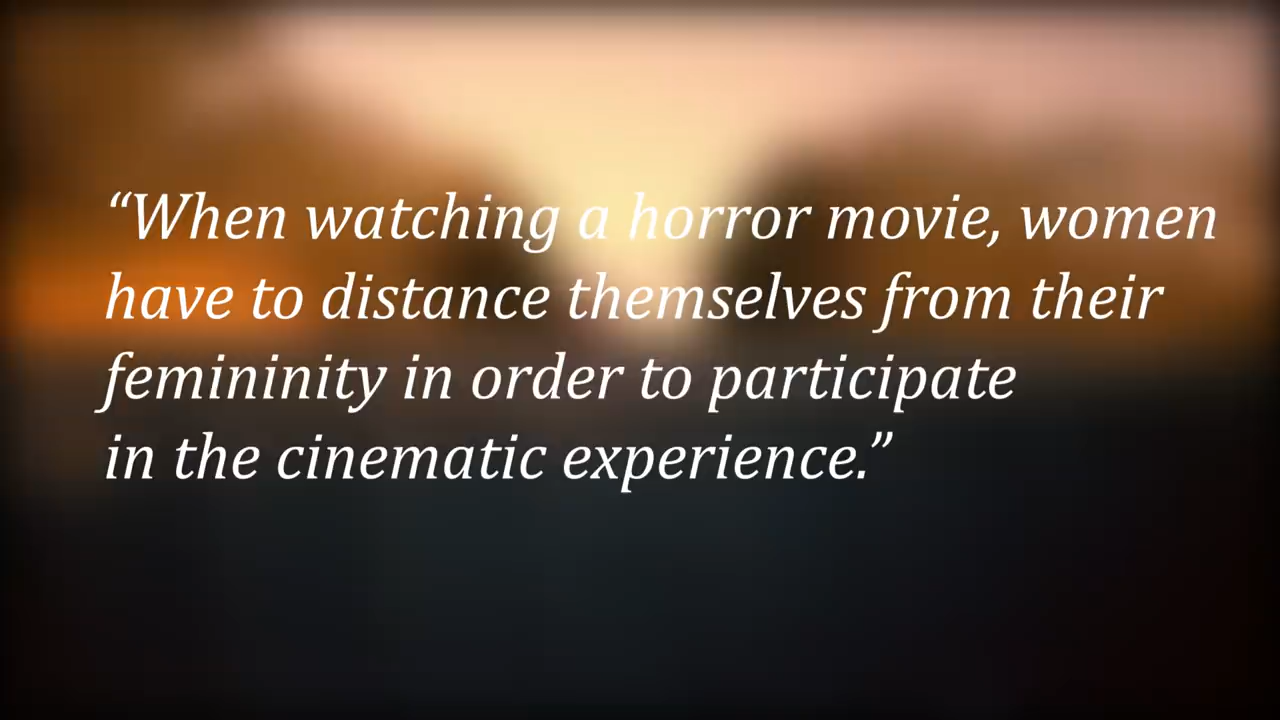 “When watching a horror movie, women
have to distance themselves from their
femininity in order to participate
in the cinematic experience.”